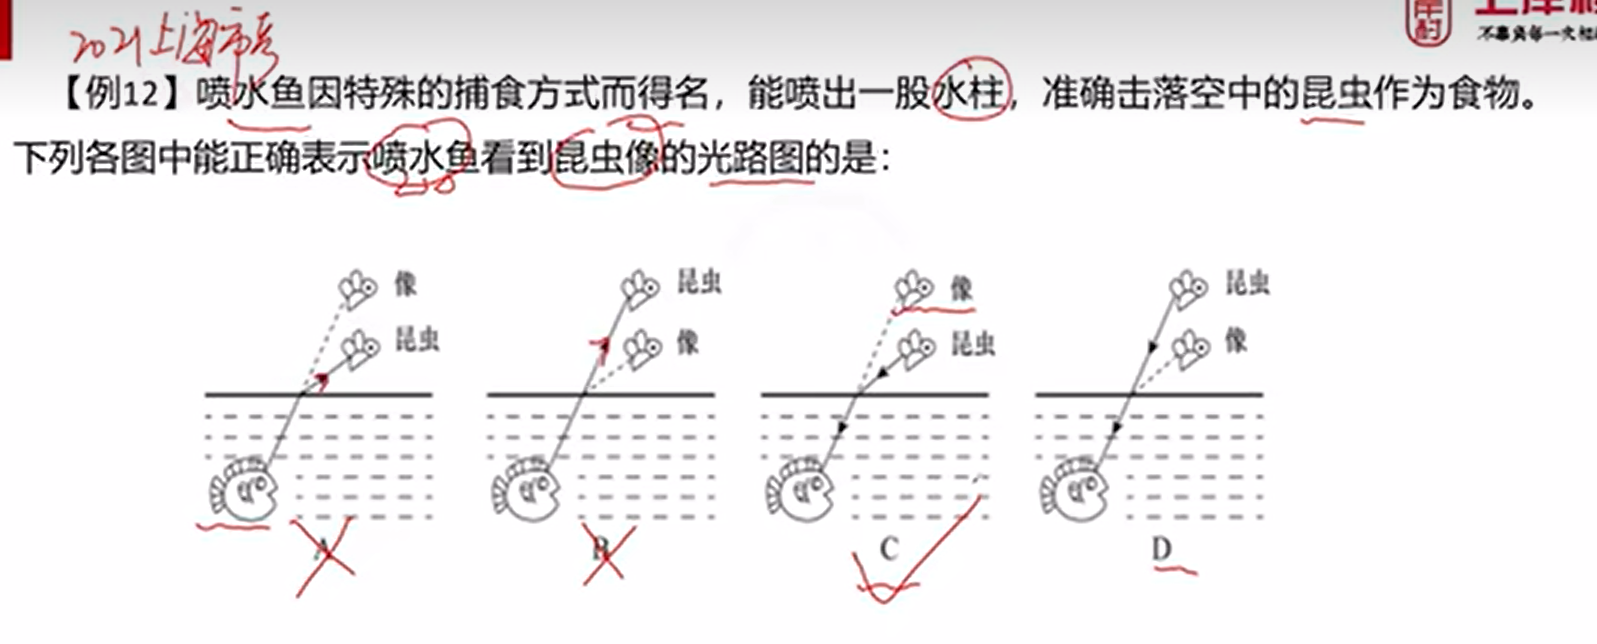 2021上海市考
不辜负每一次相
【例12】喷水鱼因特殊的捕食方式而得名，能喷出一股水柱，准确击落空中的昆虫作为食物。
下列各图中能正确表示喷水鱼看到昆虫像的光路图的是：
像 昆虫 像 昆虫
昆虫 像 昆虫 像
A B C D